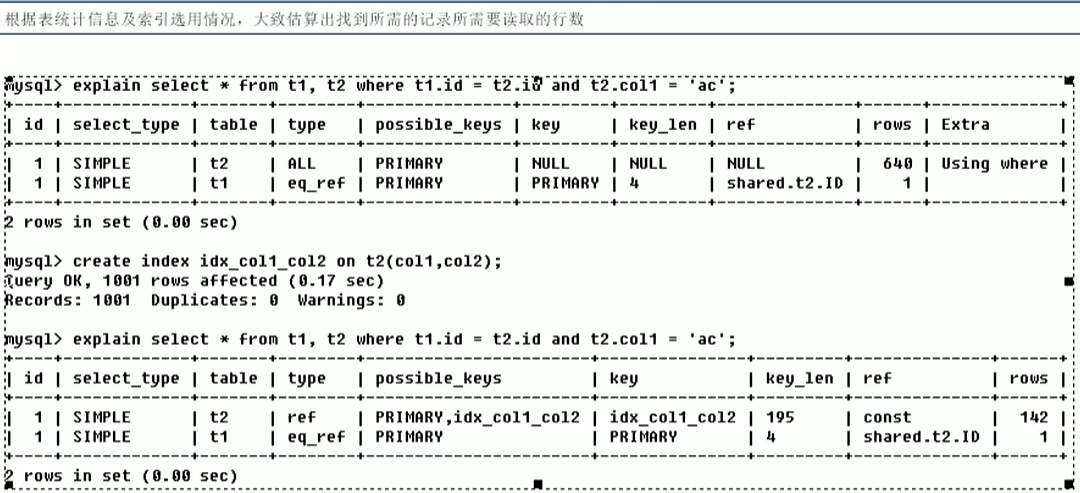 根据表统计信息及索引选用情况，大致估算出找到所需的记录所需要读取的行数
mysql> explain select * from t1, t2 where t1.id = t2.id and t2.col1 = 'ac';
| id | select_type | table | type | possible_keys | key | key_len | ref | rows | Extra |
| 1 | SIMPLE | t2 | ALL | PRIMARY | NULL | NULL | NULL | 640 | Using where |
| 1 | SIMPLE | t1 | eq_ref | PRIMARY | PRIMARY | 4 | shared.t2.ID | 1 | |
2 rows in set (0.00 sec)
mysql> create index idx_col1_col2 on t2(col1,col2);
Query OK, 1001 rows affected (0.17 sec)
Records: 1001 Duplicates: 0 Warnings: 0
mysql> explain select * from t1, t2 where t1.id = t2.id and t2.col1 = 'ac';
| id | select_type | table | type | possible_keys | key | key_len | ref | rows |
| 1 | SIMPLE | t2 | ref | PRIMARY,idx_col1_col2 | idx_col1_col2 | 195 | const | 142 |
| 1 | SIMPLE | t1 | eq_ref | PRIMARY | PRIMARY | 4 | shared.t2.ID | 1 |
2 rows in set (0.00 sec)